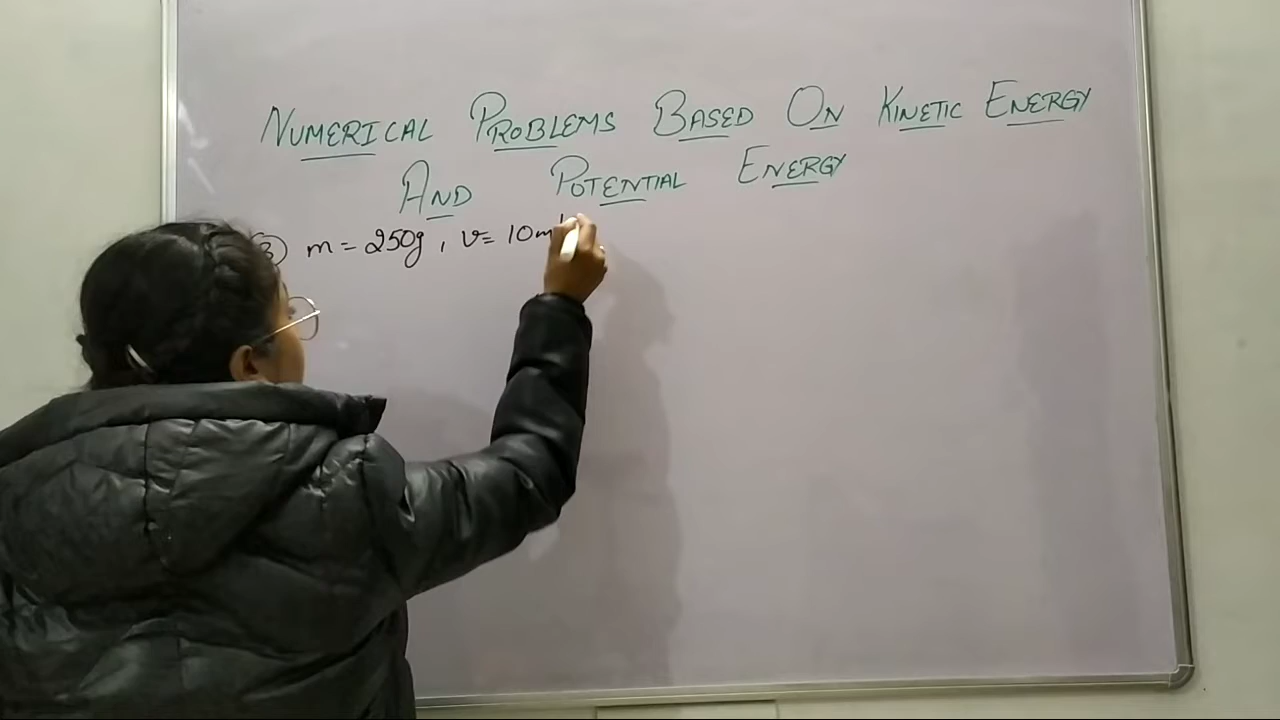 NUMERICAL PROBLEMS BASED ON KINETIC ENERGY
AND POTENTIAL ENERGY
3) m = 250g , v = 10m